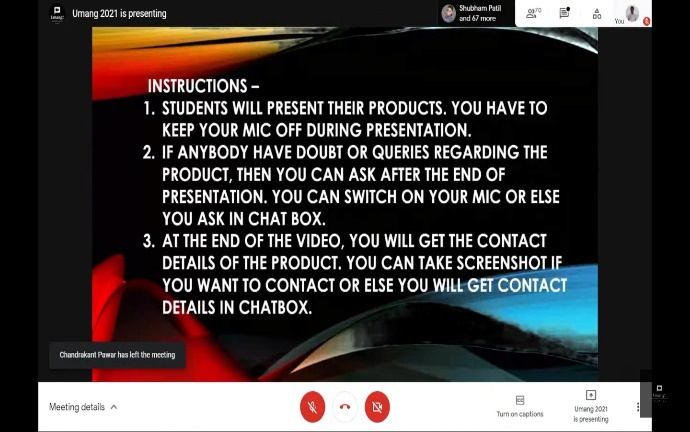 Umang 2021 is presenting
Shubham Patil
and 67 more
70
You
INSTRUCTIONS –
1. STUDENTS WILL PRESENT THEIR PRODUCTS. YOU HAVE TO
KEEP YOUR MIC OFF DURING PRESENTATION.
2. IF ANYBODY HAVE DOUBT OR QUERIES REGARDING THE
PRODUCT, THEN YOU CAN ASK AFTER THE END OF
PRESENTATION. YOU CAN SWITCH ON YOUR MIC OR ELSE
YOU ASK IN CHAT BOX.
3. AT THE END OF THE VIDEO, YOU WILL GET THE CONTACT
DETAILS OF THE PRODUCT. YOU CAN TAKE SCREENSHOT IF
YOU WANT TO CONTACT OR ELSE YOU WILL GET CONTACT
DETAILS IN CHATBOX.
Chandrakant Pawar has left the meeting
Meeting details
Turn on captions
Umang 2021
is presenting